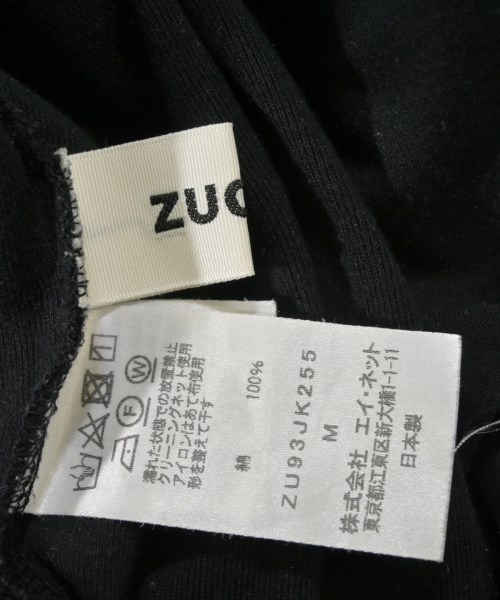 ZUC
F
W
濡れた状態での放置禁止
クリーニングネット使用
アイロンはあて布使用
形を整えて干す
綿 100%
ZU93JK255
M
株式会社 エイ・ネット
東京都江東区新大橋1-1-11
日本製